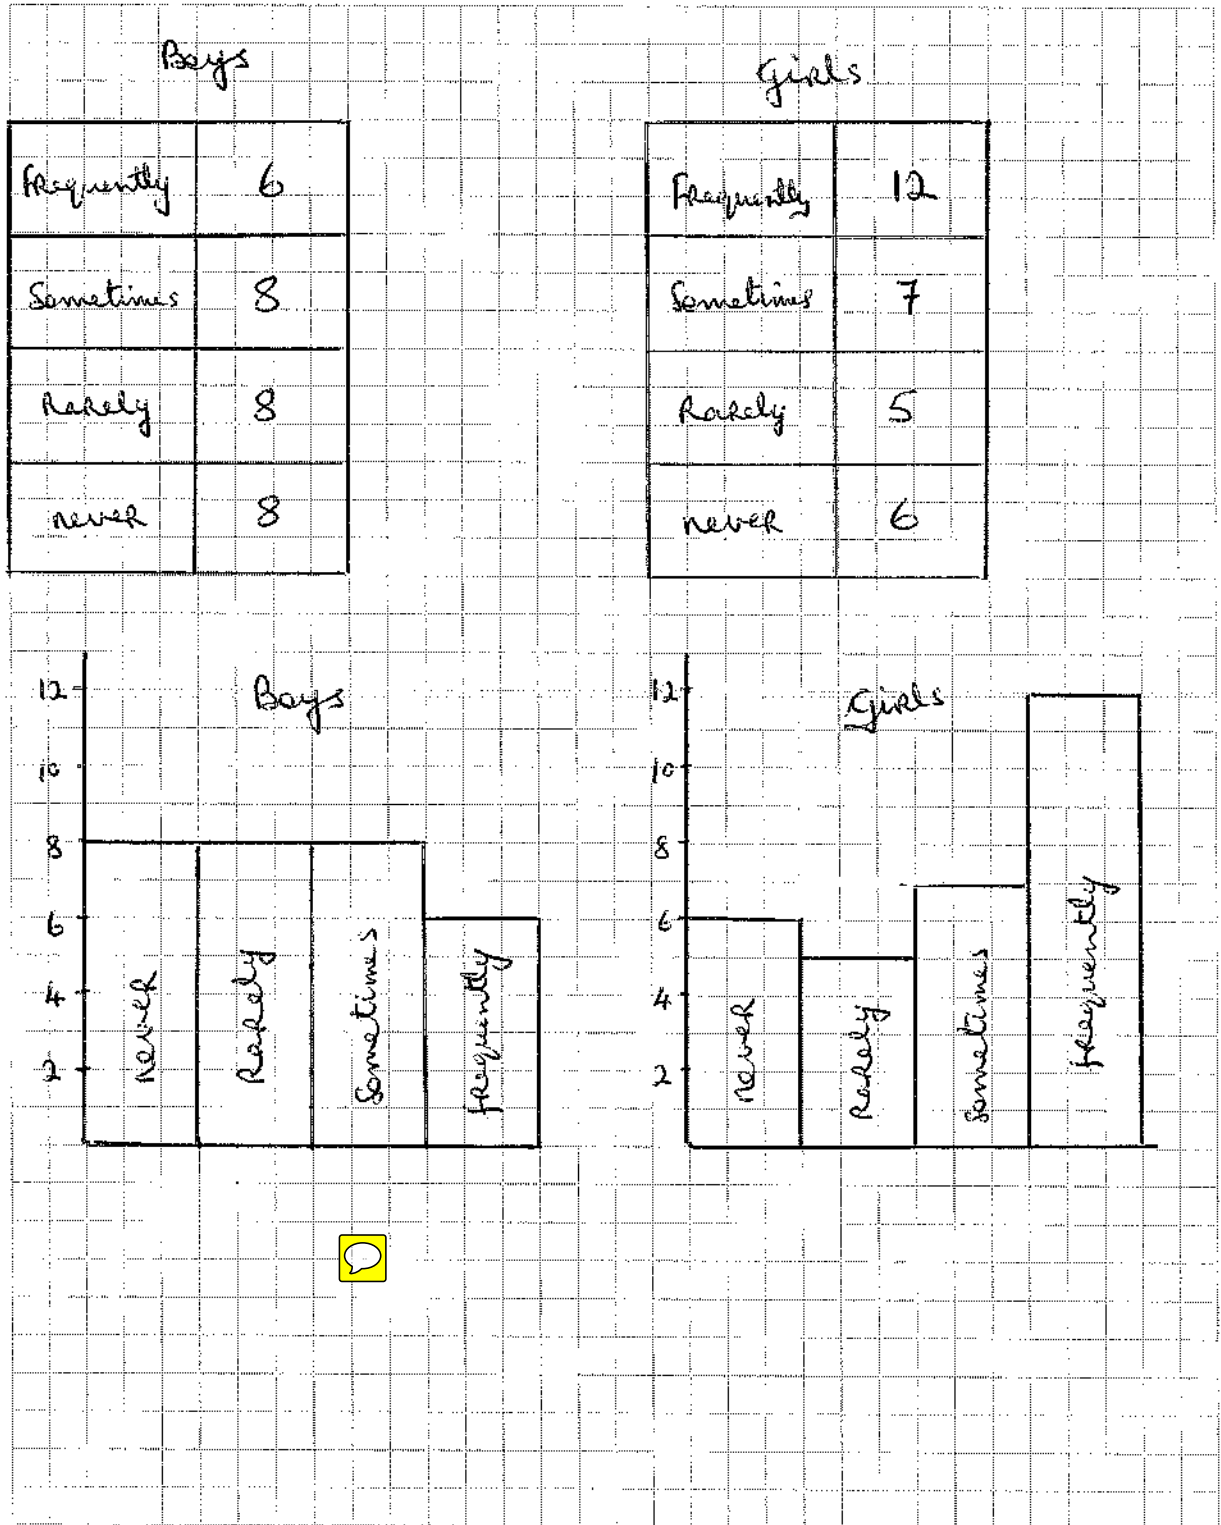 Boys
Frequently 6
Sometimes 8
Rarely 8
never 8
Girls
Frequently 12
Sometimes 7
Rarely 5
never 6
Boys
12
10
8
6
4
2
never
Rarely
Sometimes
frequently
Girls
12
10
8
6
4
2
never
Rarely
Sometimes
frequently